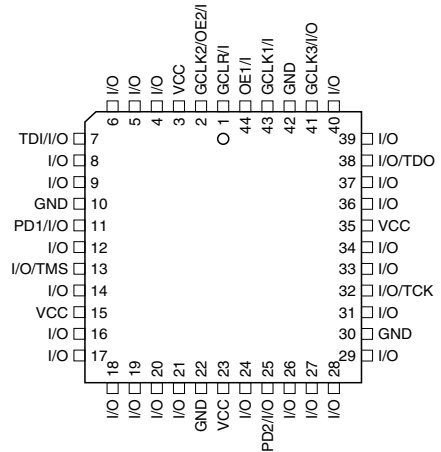 I/O
I/O
I/O
VCC
GCLK2/OE2/I
GCLR/I
OE1/I
GCLK1/I
GND
GCLK3/I/O
I/O
6
5
4
3
2
1
44
43
42
41
40
TDI/I/O 7
I/O 8
I/O 9
GND 10
PD1/I/O 11
I/O 12
I/O/TMS 13
I/O 14
VCC 15
I/O 16
I/O 17
39 I/O
38 I/O/TDO
37 I/O
36 I/O
35 VCC
34 I/O
33 I/O
32 I/O/TCK
31 I/O
30 GND
29 I/O
18
19
20
21
22
23
24
25
26
27
28
I/O
I/O
I/O
I/O
GND
VCC
I/O
PD2/I/O
I/O
I/O
I/O